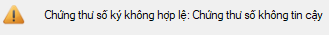 Chứng thư số ký không hợp lệ: Chứng thư số không tin cậy